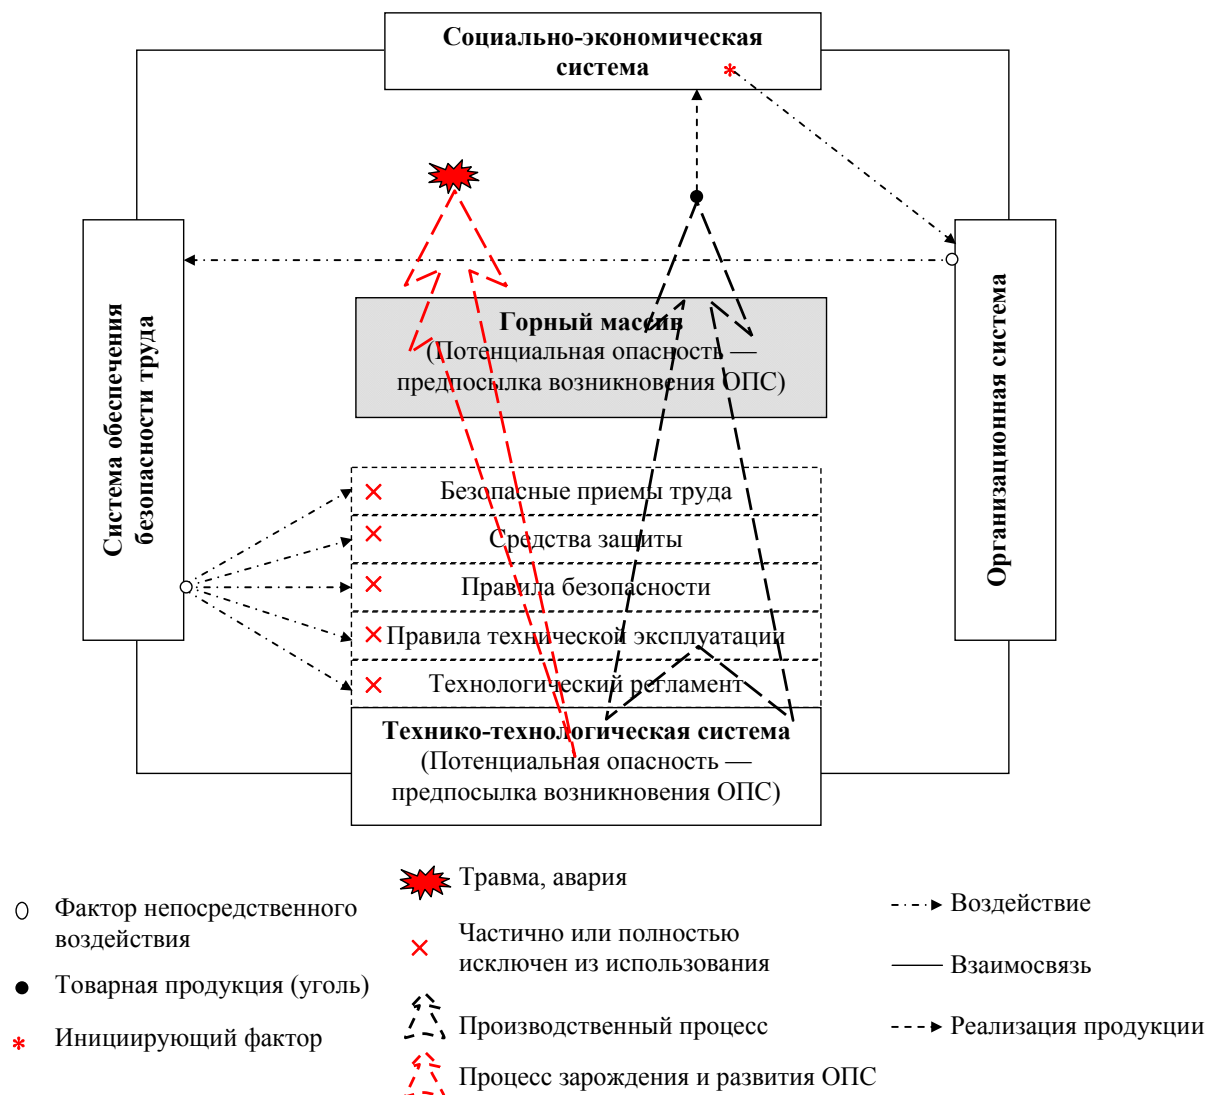 Социально-экономическая
система
Система обеспечения
безопасности труда
Организационная система
Горный массив
(Потенциальная опасность —
предпосылка возникновения ОПС)
Безопасные приемы труда
Средства защиты
Правила безопасности
Правила технической эксплуатации
Технологический регламент
Технико-технологическая система
(Потенциальная опасность —
предпосылка возникновения ОПС)
Фактор непосредственного
воздействия
Товарная продукция (уголь)
Инициирующий фактор
Травма, авария
Частично или полностью
исключен из использования
Производственный процесс
Процесс зарождения и развития ОПС
Воздействие
Взаимосвязь
Реализация продукции